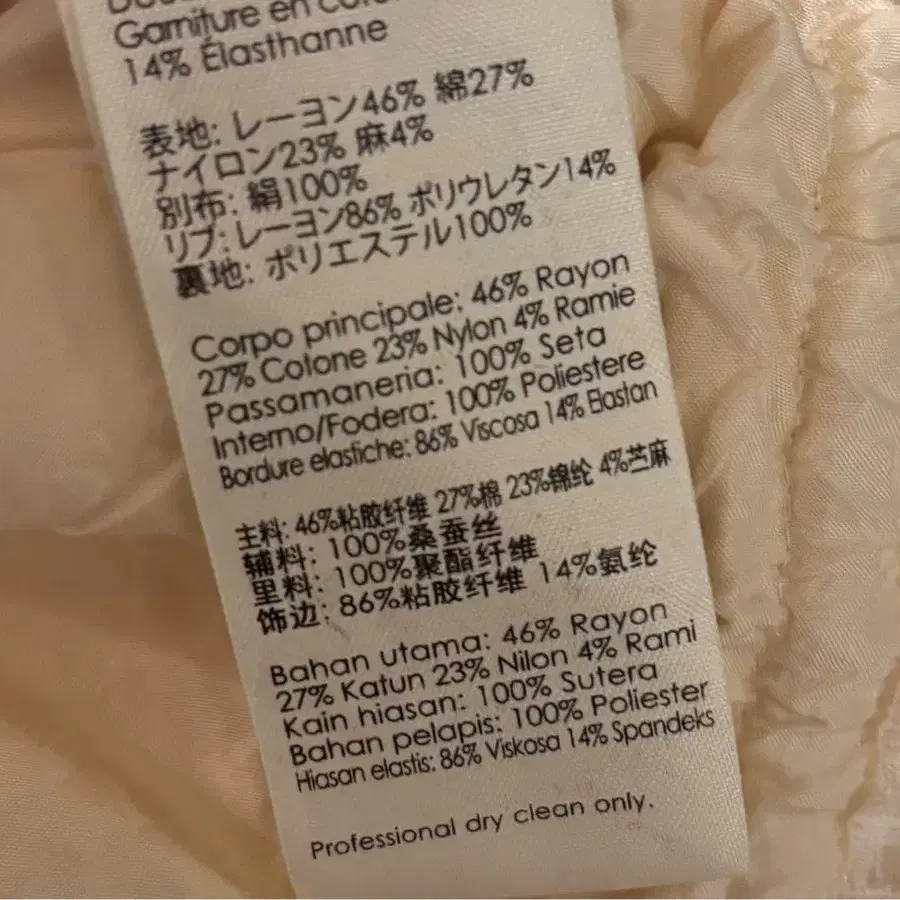 Garniture en
14% Élasthanne
表地: レーヨン46% 綿27%
ナイロン23% 麻4%
別布: 絹100%
リブ: レーヨン86% ポリウレタン14%
裏地: ポリエステル100%
Corpo principale: 46% Rayon
27% Cotone 23% Nylon 4% Ramie
Passamaneria: 100% Seta
Interno/Fodera: 100% Poliestere
Bordure elastiche: 86% Viscosa 14% Elastan
主料: 46%粘胶纤维 27%棉 23%锦纶 4%苎麻
辅料: 100%桑蚕丝
里料: 100%聚酯纤维
饰边: 86%粘胶纤维 14%氨纶
Bahan utama: 46% Rayon
27% Katun 23% Nilon 4% Rami
Kain hiasan: 100% Sutera
Bahan pelapis: 100% Poliester
Hiasan elastis: 86% Viskosa 14% Spandeks
Professional dry clean only.